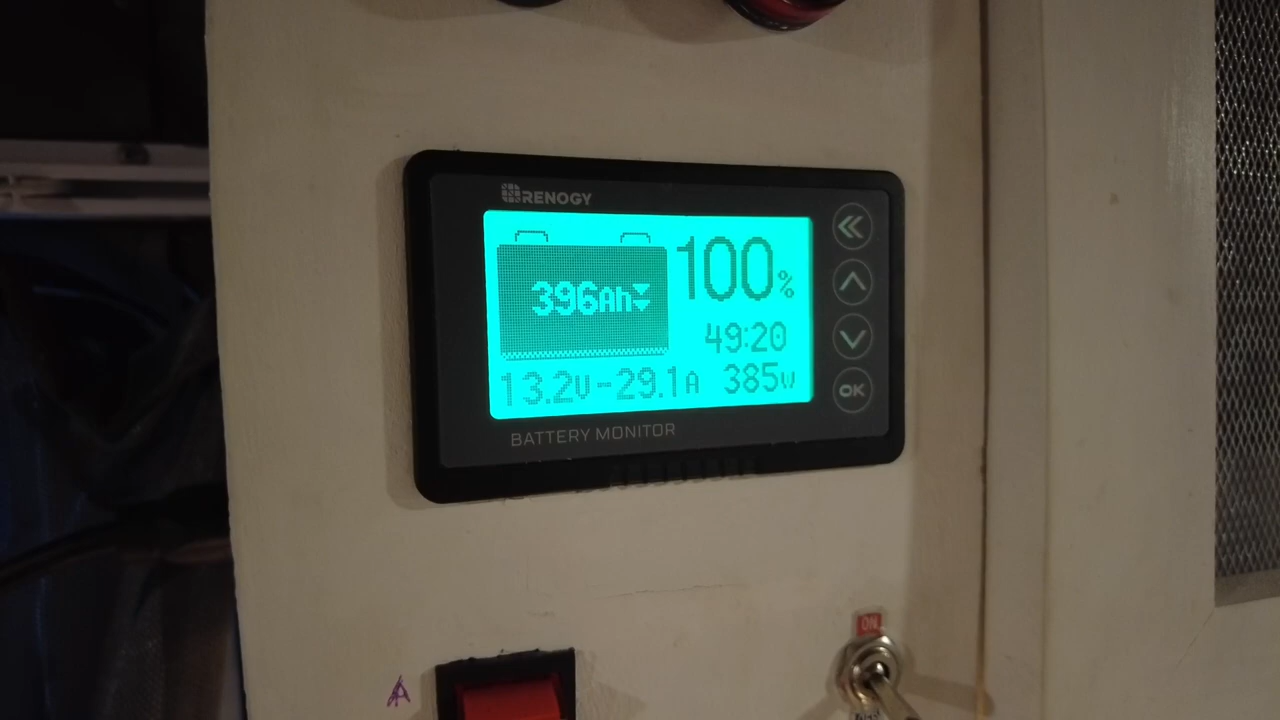 RENOGY
396Ah
100%
49:20
13.2V -29.1A 385W
OK
BATTERY MONITOR
ON
A